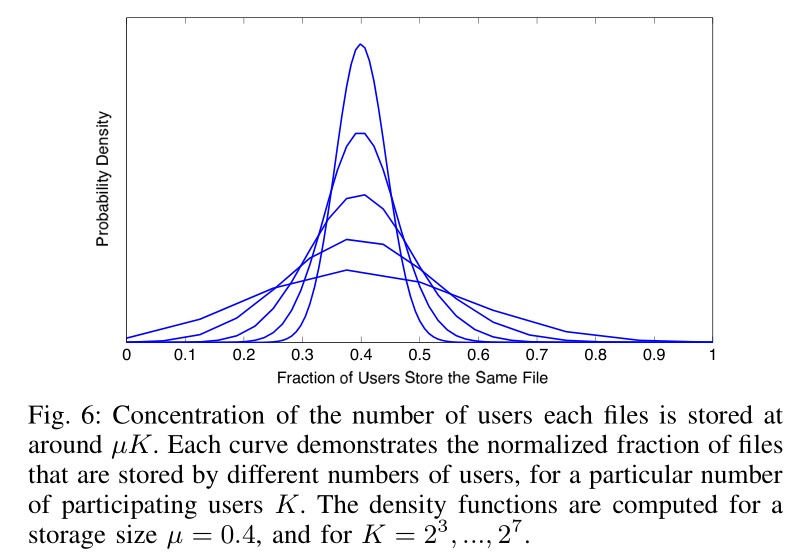 Probability Density
0 0.1 0.2 0.3 0.4 0.5 0.6 0.7 0.8 0.9 1
Fraction of Users Store the Same File
Fig. 6: Concentration of the number of users each files is stored at
around μK. Each curve demonstrates the normalized fraction of files
that are stored by different numbers of users, for a particular number
of participating users K. The density functions are computed for a
storage size μ = 0.4, and for K = 2³, ..., 2⁷.